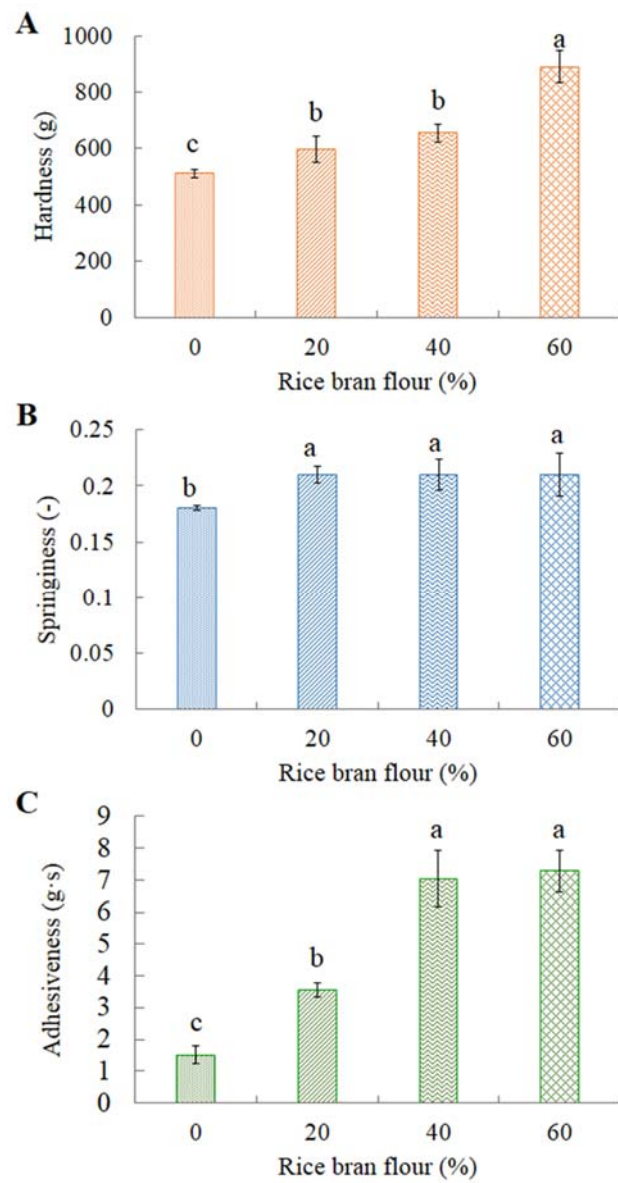 A
1000
800
600
400
200
0
Hardness (g)
c
b
b
a
0 20 40 60
Rice bran flour (%)
B
0.25
0.2
0.15
0.1
0.05
0
Springiness (-)
b
a
a
a
0 20 40 60
Rice bran flour (%)
C
9
8
7
6
5
4
3
2
1
0
Adhesiveness (g·s)
c
b
a
a
0 20 40 60
Rice bran flour (%)